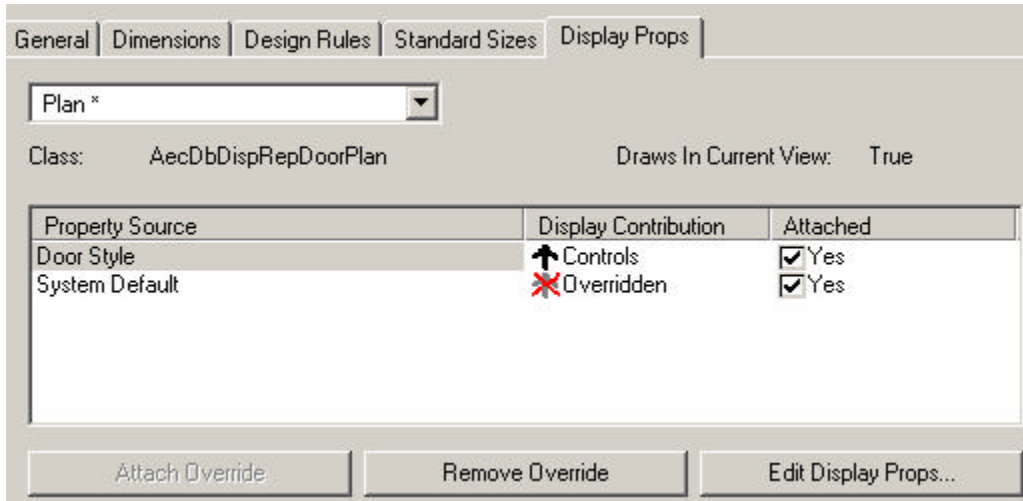 General Dimensions Design Rules Standard Sizes Display Props
Plan *
Class: AecDbDispRepDoorPlan Draws In Current View: True
Property Source Display Contribution Attached
Door Style Controls Yes
System Default Overridden Yes
Attach Override Remove Override Edit Display Props...